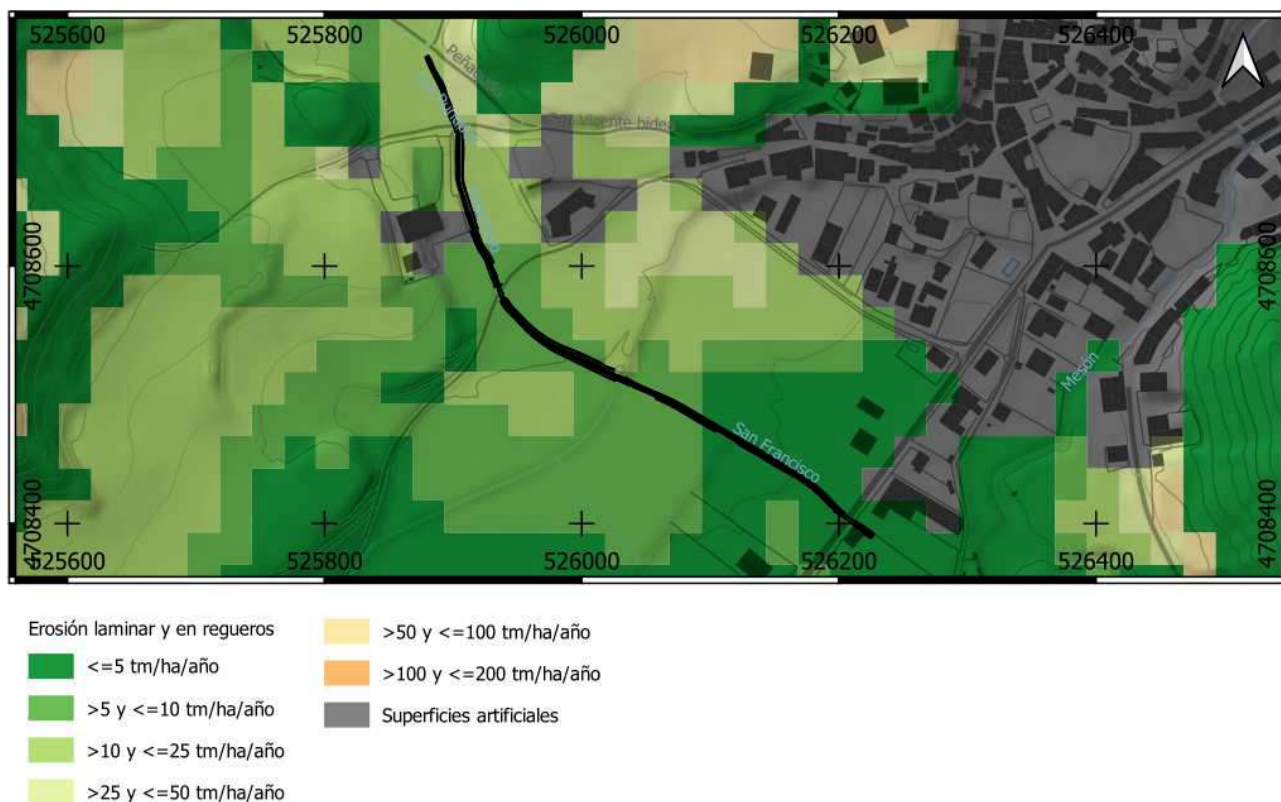 525600
525800
526000
526200
526400
San Vicente bidea
4708600
4708600
Mesón
San Francisco
4708400
4708400
525600
525800
526000
526200
526400
Erosión laminar y en regueros
<=5 tm/ha/año
>5 y <=10 tm/ha/año
>10 y <=25 tm/ha/año
>25 y <=50 tm/ha/año
>50 y <=100 tm/ha/año
>100 y <=200 tm/ha/año
Superficies artificiales